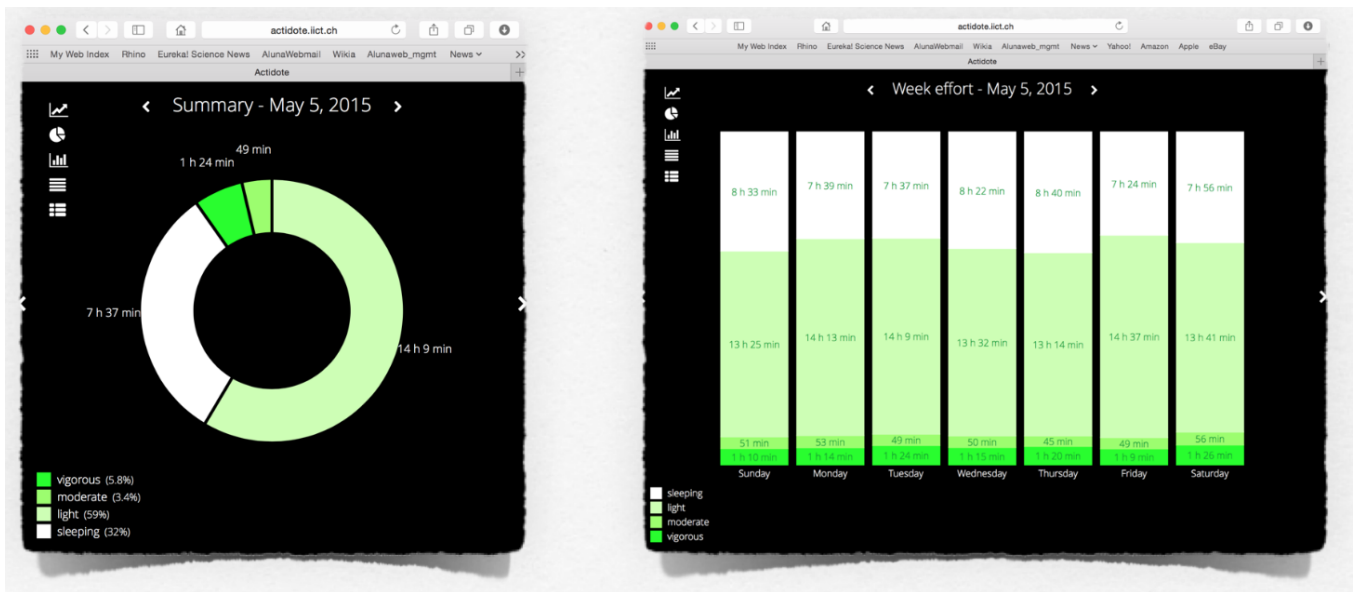 actidote.iict.ch
My Web Index Rhino Eureka! Science News AlunaWebmail Wikia Alunaweb_mgmt News
Actidote
Summary - May 5, 2015
49 min
1 h 24 min
7 h 37 min
14 h 9 min
vigorous (5.8%)
moderate (3.4%)
light (59%)
sleeping (32%)
actidote.iict.ch
My Web Index Rhino Eureka! Science News AlunaWebmail Wikia Alunaweb_mgmt News Yahoo! Amazon Apple eBay
Actidote
Week effort - May 5, 2015
8 h 33 min 7 h 39 min 7 h 37 min 8 h 22 min 8 h 40 min 7 h 24 min 7 h 56 min
13 h 25 min 14 h 13 min 14 h 9 min 13 h 32 min 13 h 14 min 14 h 37 min 13 h 41 min
51 min 53 min 49 min 50 min 45 min 49 min 56 min
1 h 10 min 1 h 14 min 1 h 24 min 1 h 15 min 1 h 20 min 1 h 9 min 1 h 26 min
Sunday Monday Tuesday Wednesday Thursday Friday Saturday
sleeping
light
moderate
vigorous